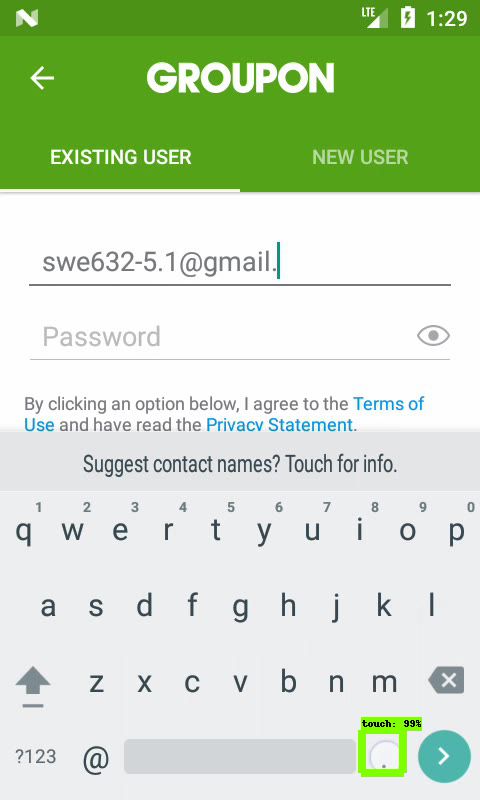 LTE 1:29
GROUPON
EXISTING USER NEW USER
swe632-5.1@gmail.
Password
By clicking an option below, I agree to the Terms of
Use and have read the Privacy Statement.
Suggest contact names? Touch for info.
1 2 3 4 5 6 7 8 9 0
q w e r t y u i o p
a s d f g h j k l
z x c v b n m
touch: 99%
?123 @ .